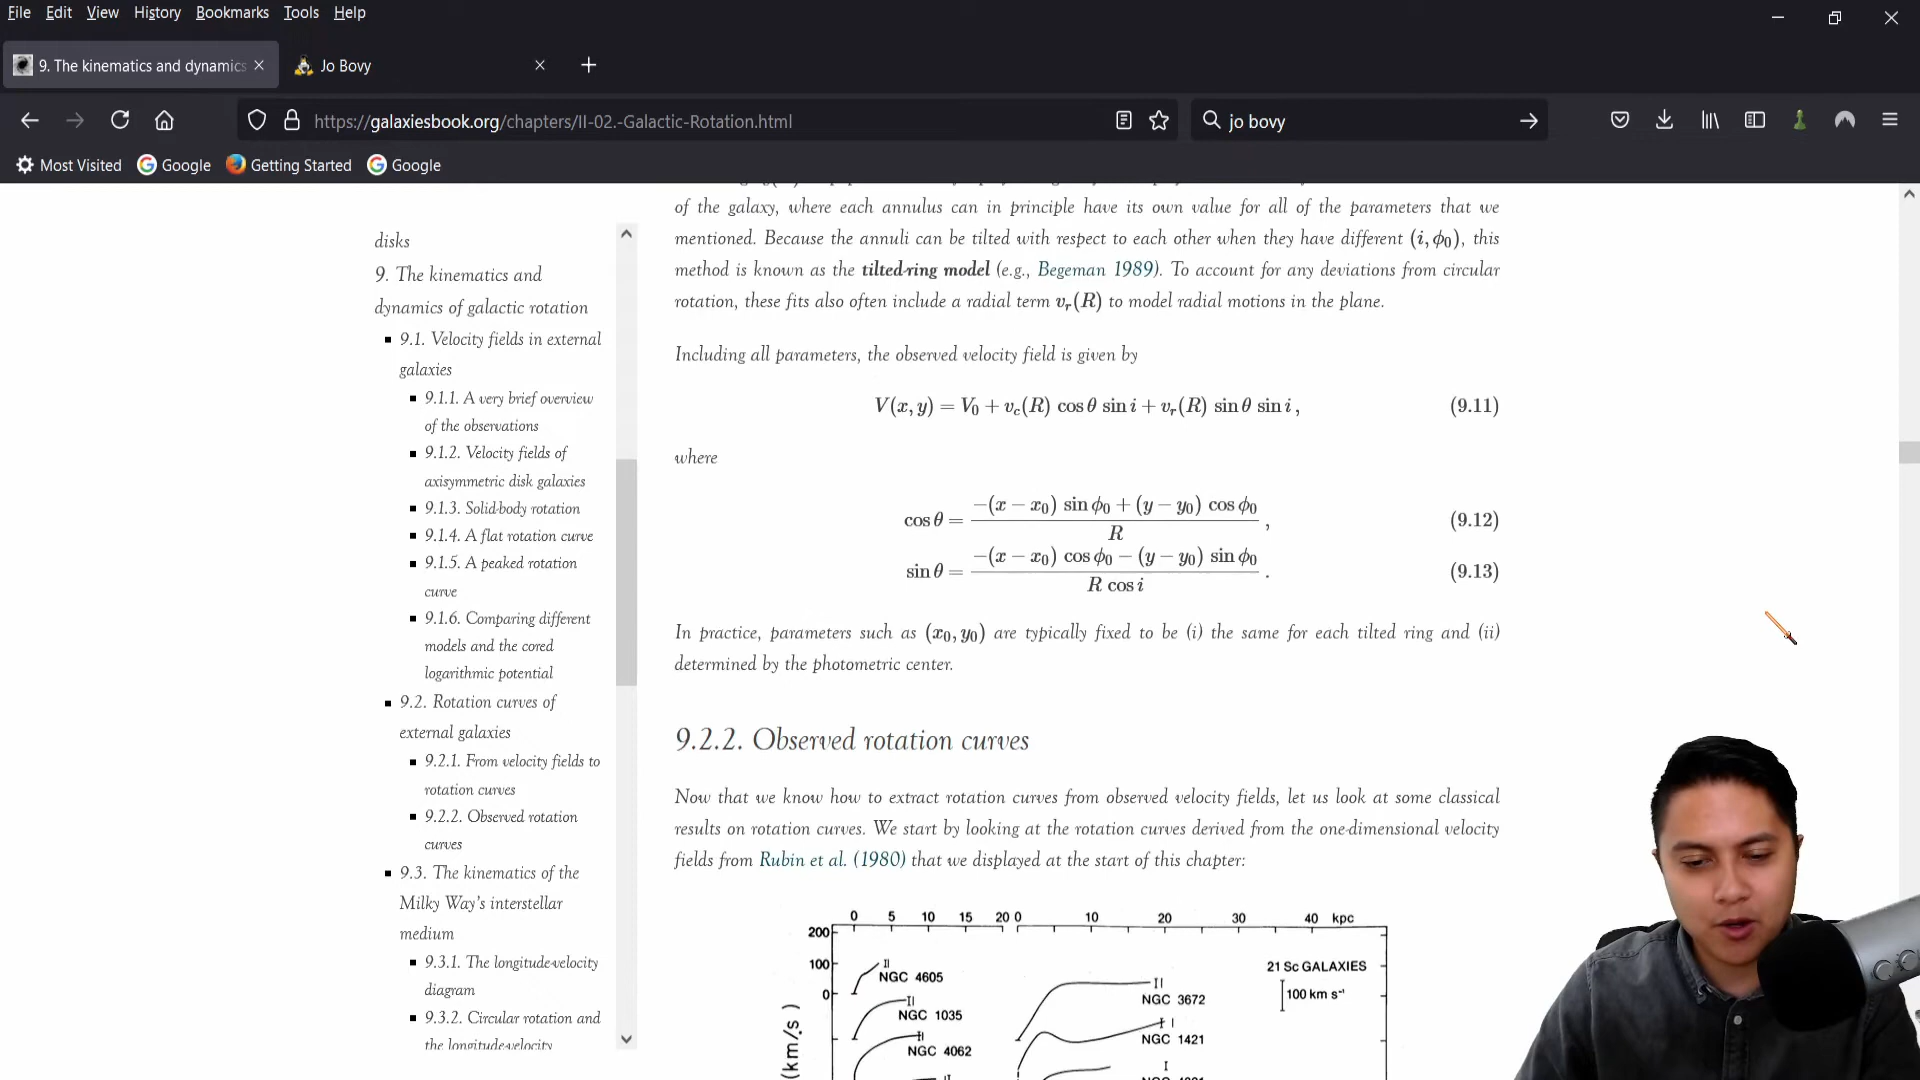 File Edit View History Bookmarks Tools Help
9. The kinematics and dynamics
Jo Bovy
https://galaxiesbook.org/chapters/II-02.-Galactic-Rotation.html
jo bovy
Most Visited Google Getting Started Google
disks
9. The kinematics and
dynamics of galactic rotation
9.1. Velocity fields in external
galaxies
9.1.1. A very brief overview
of the observations
9.1.2. Velocity fields of
axisymmetric disk galaxies
9.1.3. Solid-body rotation
9.1.4. A flat rotation curve
9.1.5. A peaked rotation
curve
9.1.6. Comparing different
models and the cored
logarithmic potential
9.2. Rotation curves of
external galaxies
9.2.1. From velocity fields to
rotation curves
9.2.2. Observed rotation
curves
9.3. The kinematics of the
Milky Way's interstellar
medium
9.3.1. The longitude-velocity
diagram
9.3.2. Circular rotation and
the longitude-velocity
of the galaxy, where each annulus can in principle have its own value for all of the parameters that we
mentioned. Because the annuli can be tilted with respect to each other when they have different (i, ϕ₀), this
method is known as the tilted-ring model (e.g., Begeman 1989). To account for any deviations from circular
rotation, these fits also often include a radial term vᵣ(R) to model radial motions in the plane.
Including all parameters, the observed velocity field is given by
V(x, y) = V₀ + v_c(R) cos θ sin i + vᵣ(R) sin θ sin i , (9.11)
where
cos θ = −(x − x₀) sin ϕ₀ + (y − y₀) cos ϕ₀ / R , (9.12)
sin θ = −(x − x₀) cos ϕ₀ − (y − y₀) sin ϕ₀ / R cos i . (9.13)
In practice, parameters such as (x₀, y₀) are typically fixed to be (i) the same for each tilted ring and (ii)
determined by the photometric center.
9.2.2. Observed rotation curves
Now that we know how to extract rotation curves from observed velocity fields, let us look at some classical
results on rotation curves. We start by looking at the rotation curves derived from the one-dimensional velocity
fields from Rubin et al. (1980) that we displayed at the start of this chapter:
0 5 10 15 20 0 10 20 30 40 kpc
200
100
0
(km/s)
II
NGC 4605
II
NGC 1035
II
NGC 4062
II
II
NGC 3672
I
NGC 1421
I
21 Sc GALAXIES
100 km s⁻¹